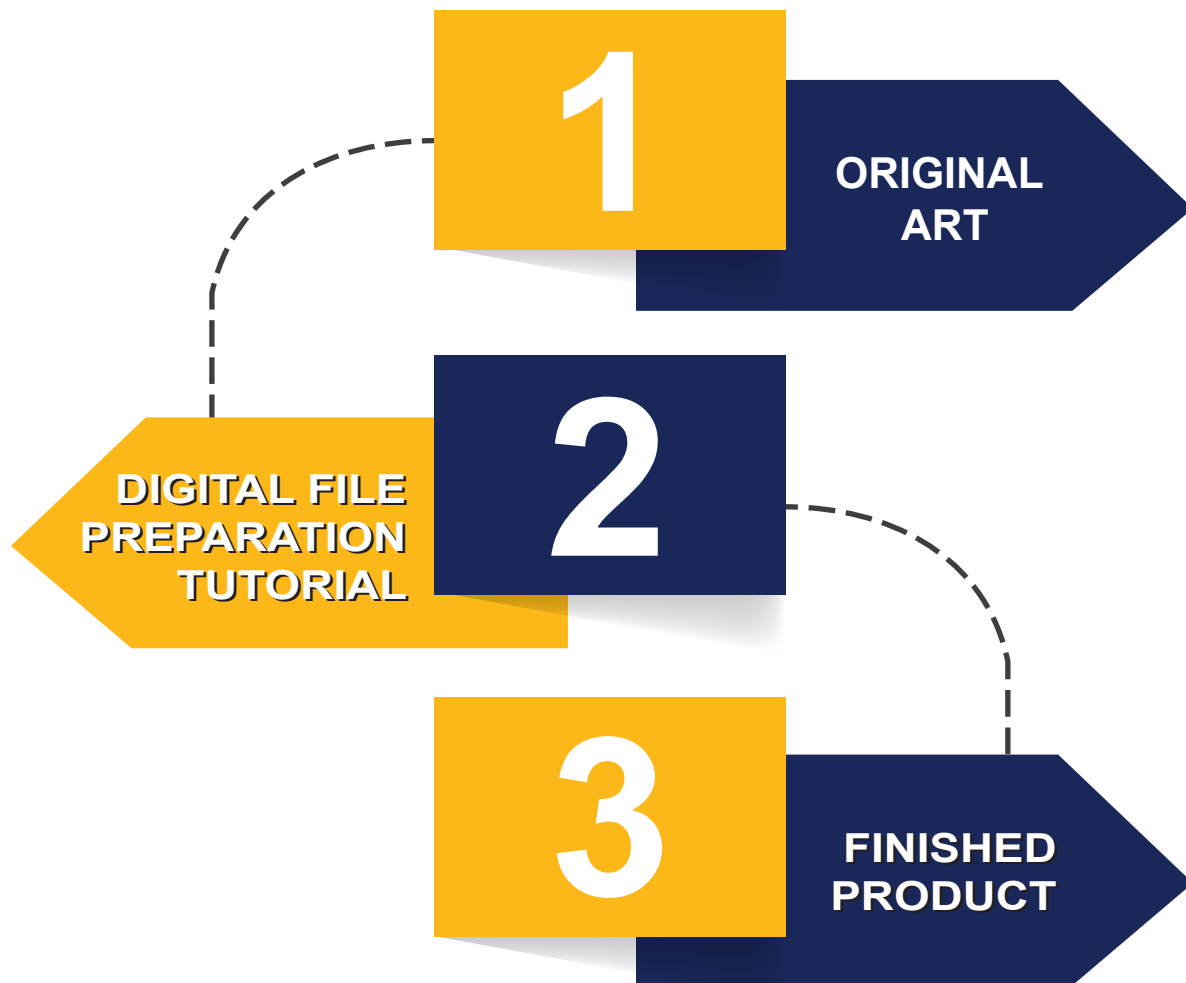 1
ORIGINAL
ART
2
DIGITAL FILE
PREPARATION
TUTORIAL
3
FINISHED
PRODUCT